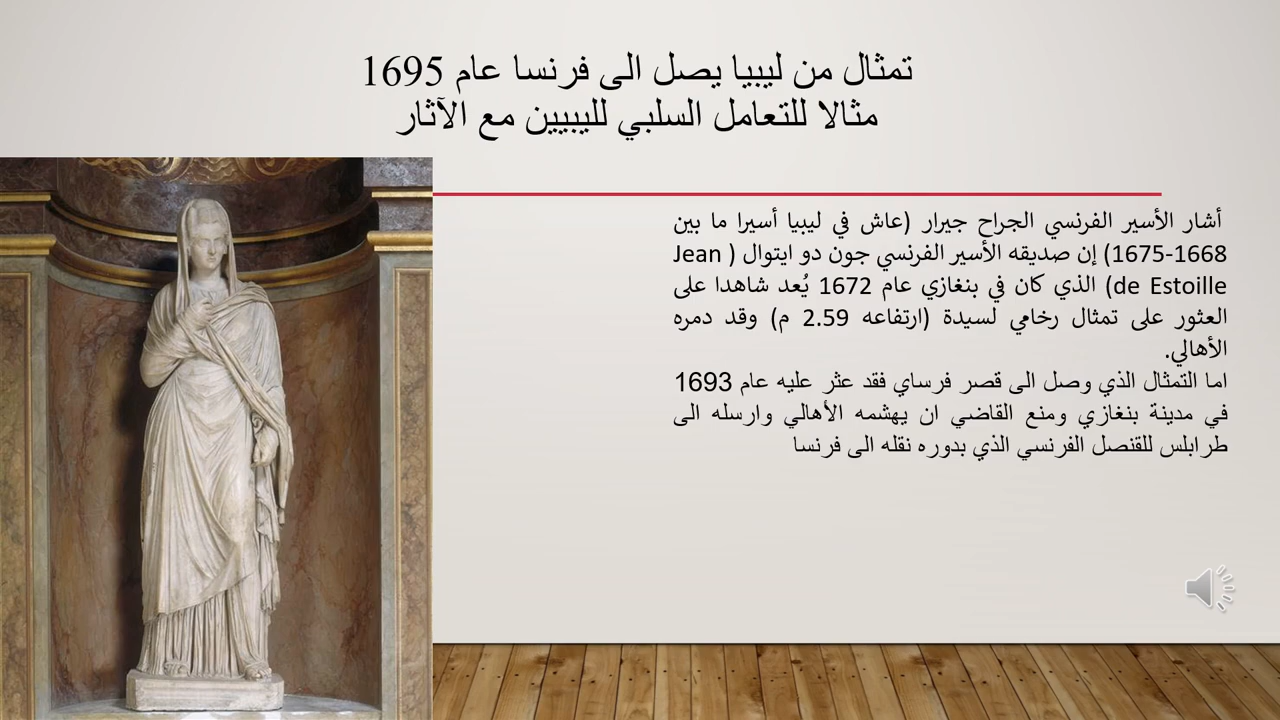 تمثال من ليبيا يصل الى فرنسا عام 1695
مثالا للتعامل السلبي لليبيين مع الآثار
أشار الأسير الفرنسي الجراح جيرار (عاش في ليبيا أسيرا ما بين
1668-1675) إن صديقه الأسير الفرنسي جون دو ايتوال ( Jean
de Estoille) الذي كان في بنغازي عام 1672 يُعد شاهدا على
العثور على تمثال رخامي لسيدة (ارتفاعه 2.59 م) وقد دمره
الأهالي.
اما التمثال الذي وصل الى قصر فرساي فقد عثر عليه عام 1693
في مدينة بنغازي ومنع القاضي ان يهشمه الأهالي وارسله الى
طرابلس للقنصل الفرنسي الذي بدوره نقله الى فرنسا